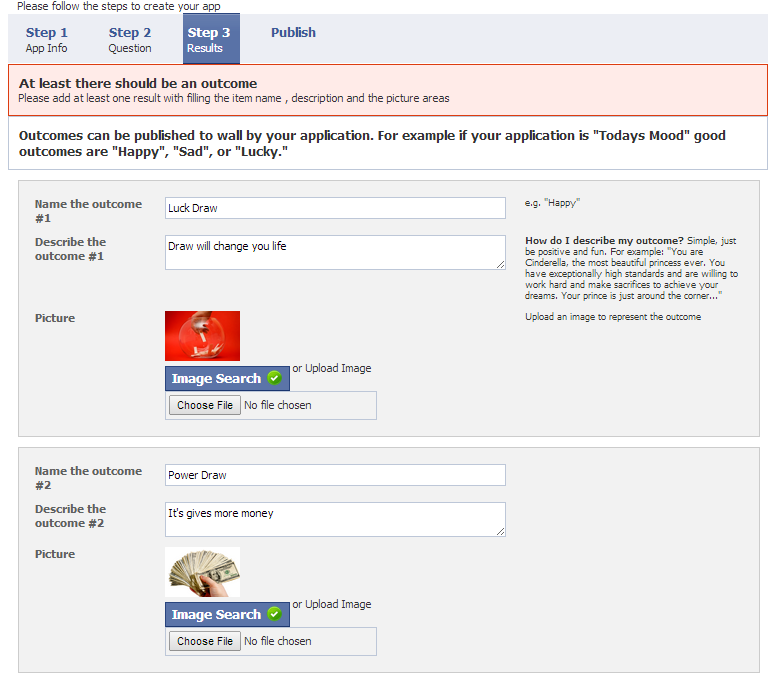 Please follow the steps to create your app
Step 1 Step 2 Step 3 Publish
App Info Question Results
At least there should be an outcome
Please add at least one result with filling the item name , description and the picture areas
Outcomes can be published to wall by your application. For example if your application is "Todays Mood" good
outcomes are "Happy", "Sad", or "Lucky."
Name the outcome
#1
Luck Draw
e.g. "Happy"
Describe the
outcome #1
Draw will change you life
How do I describe my outcome? Simple, just
be positive and fun. For example: "You are
Cinderella, the most beautiful princess ever. You
have exceptionally high standards and are willing to
work hard and make sacrifices to achieve your
dreams. Your prince is just around the corner..."
Picture
Upload an image to represent the outcome
Image Search or Upload Image
Choose File No file chosen
Name the outcome
#2
Power Draw
Describe the
outcome #2
It's gives more money
Picture
Image Search or Upload Image
Choose File No file chosen